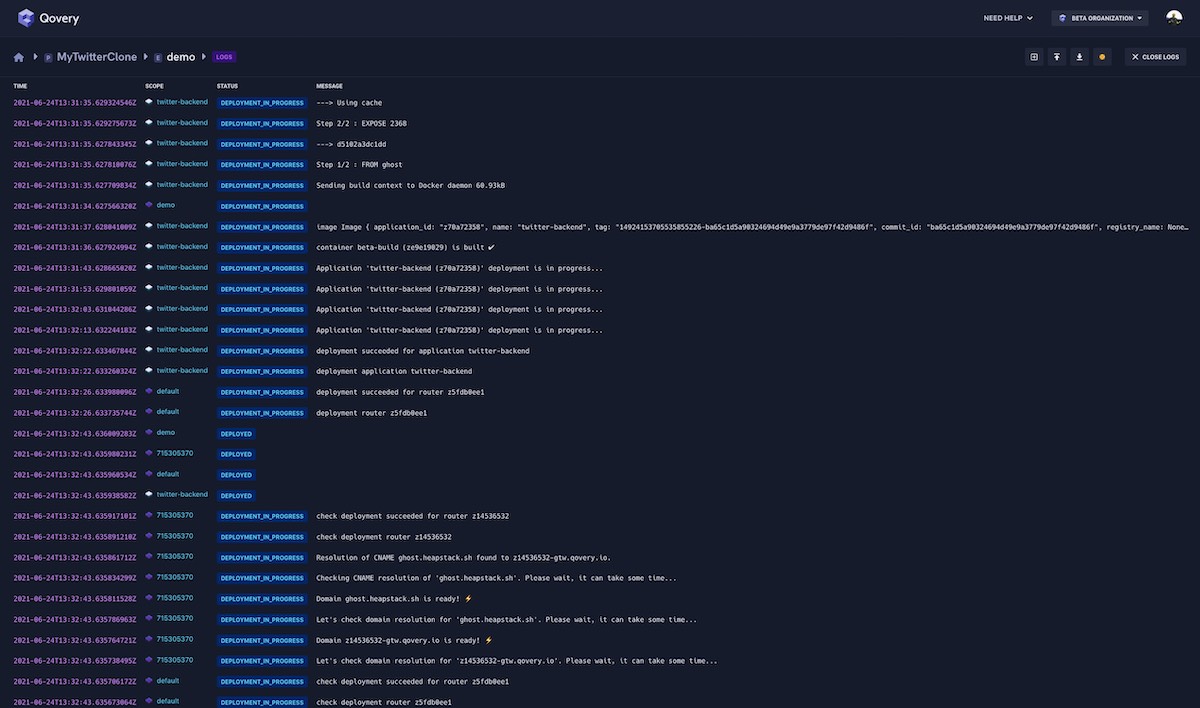 Qovery NEED HELP BETA ORGANIZATION
P MyTwitterClone E demo LOGS CLOSE LOGS
TIME SCOPE STATUS MESSAGE
2021-06-24T13:31:35.629324546Z twitter-backend DEPLOYMENT_IN_PROGRESS ---> Using cache
2021-06-24T13:31:35.629275673Z twitter-backend DEPLOYMENT_IN_PROGRESS Step 2/2 : EXPOSE 2368
2021-06-24T13:31:35.627843345Z twitter-backend DEPLOYMENT_IN_PROGRESS ---> d5102a3dc1dd
2021-06-24T13:31:35.627810076Z twitter-backend DEPLOYMENT_IN_PROGRESS Step 1/2 : FROM ghost
2021-06-24T13:31:35.627709834Z twitter-backend DEPLOYMENT_IN_PROGRESS Sending build context to Docker daemon 60.93kB
2021-06-24T13:31:34.627566320Z demo DEPLOYMENT_IN_PROGRESS
2021-06-24T13:31:37.628041009Z twitter-backend DEPLOYMENT_IN_PROGRESS image Image { application_id: "z70a72358", name: "twitter-backend", tag: "14924153705535855226-ba65c1d5a90324694d49e9a3779de97f42d9486f", commit_id: "ba65c1d5a90324694d49e9a3779de97f42d9486f", registry_name: None…
2021-06-24T13:31:36.627924994Z twitter-backend DEPLOYMENT_IN_PROGRESS container beta-build (ze9e19029) is built ✔
2021-06-24T13:31:43.628665020Z twitter-backend DEPLOYMENT_IN_PROGRESS Application 'twitter-backend (z70a72358)' deployment is in progress...
2021-06-24T13:31:53.629801059Z twitter-backend DEPLOYMENT_IN_PROGRESS Application 'twitter-backend (z70a72358)' deployment is in progress...
2021-06-24T13:32:03.631044286Z twitter-backend DEPLOYMENT_IN_PROGRESS Application 'twitter-backend (z70a72358)' deployment is in progress...
2021-06-24T13:32:13.632244183Z twitter-backend DEPLOYMENT_IN_PROGRESS Application 'twitter-backend (z70a72358)' deployment is in progress...
2021-06-24T13:32:22.633467844Z twitter-backend DEPLOYMENT_IN_PROGRESS deployment succeeded for application twitter-backend
2021-06-24T13:32:22.633260324Z twitter-backend DEPLOYMENT_IN_PROGRESS deployment application twitter-backend
2021-06-24T13:32:26.633980096Z default DEPLOYMENT_IN_PROGRESS deployment succeeded for router z5fdb0ee1
2021-06-24T13:32:26.633735744Z default DEPLOYMENT_IN_PROGRESS deployment router z5fdb0ee1
2021-06-24T13:32:43.636009283Z demo DEPLOYED
2021-06-24T13:32:43.635980231Z 715305370 DEPLOYED
2021-06-24T13:32:43.635960534Z default DEPLOYED
2021-06-24T13:32:43.635938582Z twitter-backend DEPLOYED
2021-06-24T13:32:43.635917101Z 715305370 DEPLOYMENT_IN_PROGRESS check deployment succeeded for router z14536532
2021-06-24T13:32:43.635891210Z 715305370 DEPLOYMENT_IN_PROGRESS check deployment router z14536532
2021-06-24T13:32:43.635861712Z 715305370 DEPLOYMENT_IN_PROGRESS Resolution of CNAME ghost.heapstack.sh found to z14536532-gtw.qovery.io.
2021-06-24T13:32:43.635834299Z 715305370 DEPLOYMENT_IN_PROGRESS Checking CNAME resolution of 'ghost.heapstack.sh'. Please wait, it can take some time...
2021-06-24T13:32:43.635811528Z 715305370 DEPLOYMENT_IN_PROGRESS Domain ghost.heapstack.sh is ready! ⚡
2021-06-24T13:32:43.635786963Z 715305370 DEPLOYMENT_IN_PROGRESS Let's check domain resolution for 'ghost.heapstack.sh'. Please wait, it can take some time...
2021-06-24T13:32:43.635764721Z 715305370 DEPLOYMENT_IN_PROGRESS Domain z14536532-gtw.qovery.io is ready! ⚡
2021-06-24T13:32:43.635738495Z 715305370 DEPLOYMENT_IN_PROGRESS Let's check domain resolution for 'z14536532-gtw.qovery.io'. Please wait, it can take some time...
2021-06-24T13:32:43.635706172Z default DEPLOYMENT_IN_PROGRESS check deployment succeeded for router z5fdb0ee1
2021-06-24T13:32:43.635673064Z default DEPLOYMENT_IN_PROGRESS check deployment router z5fdb0ee1